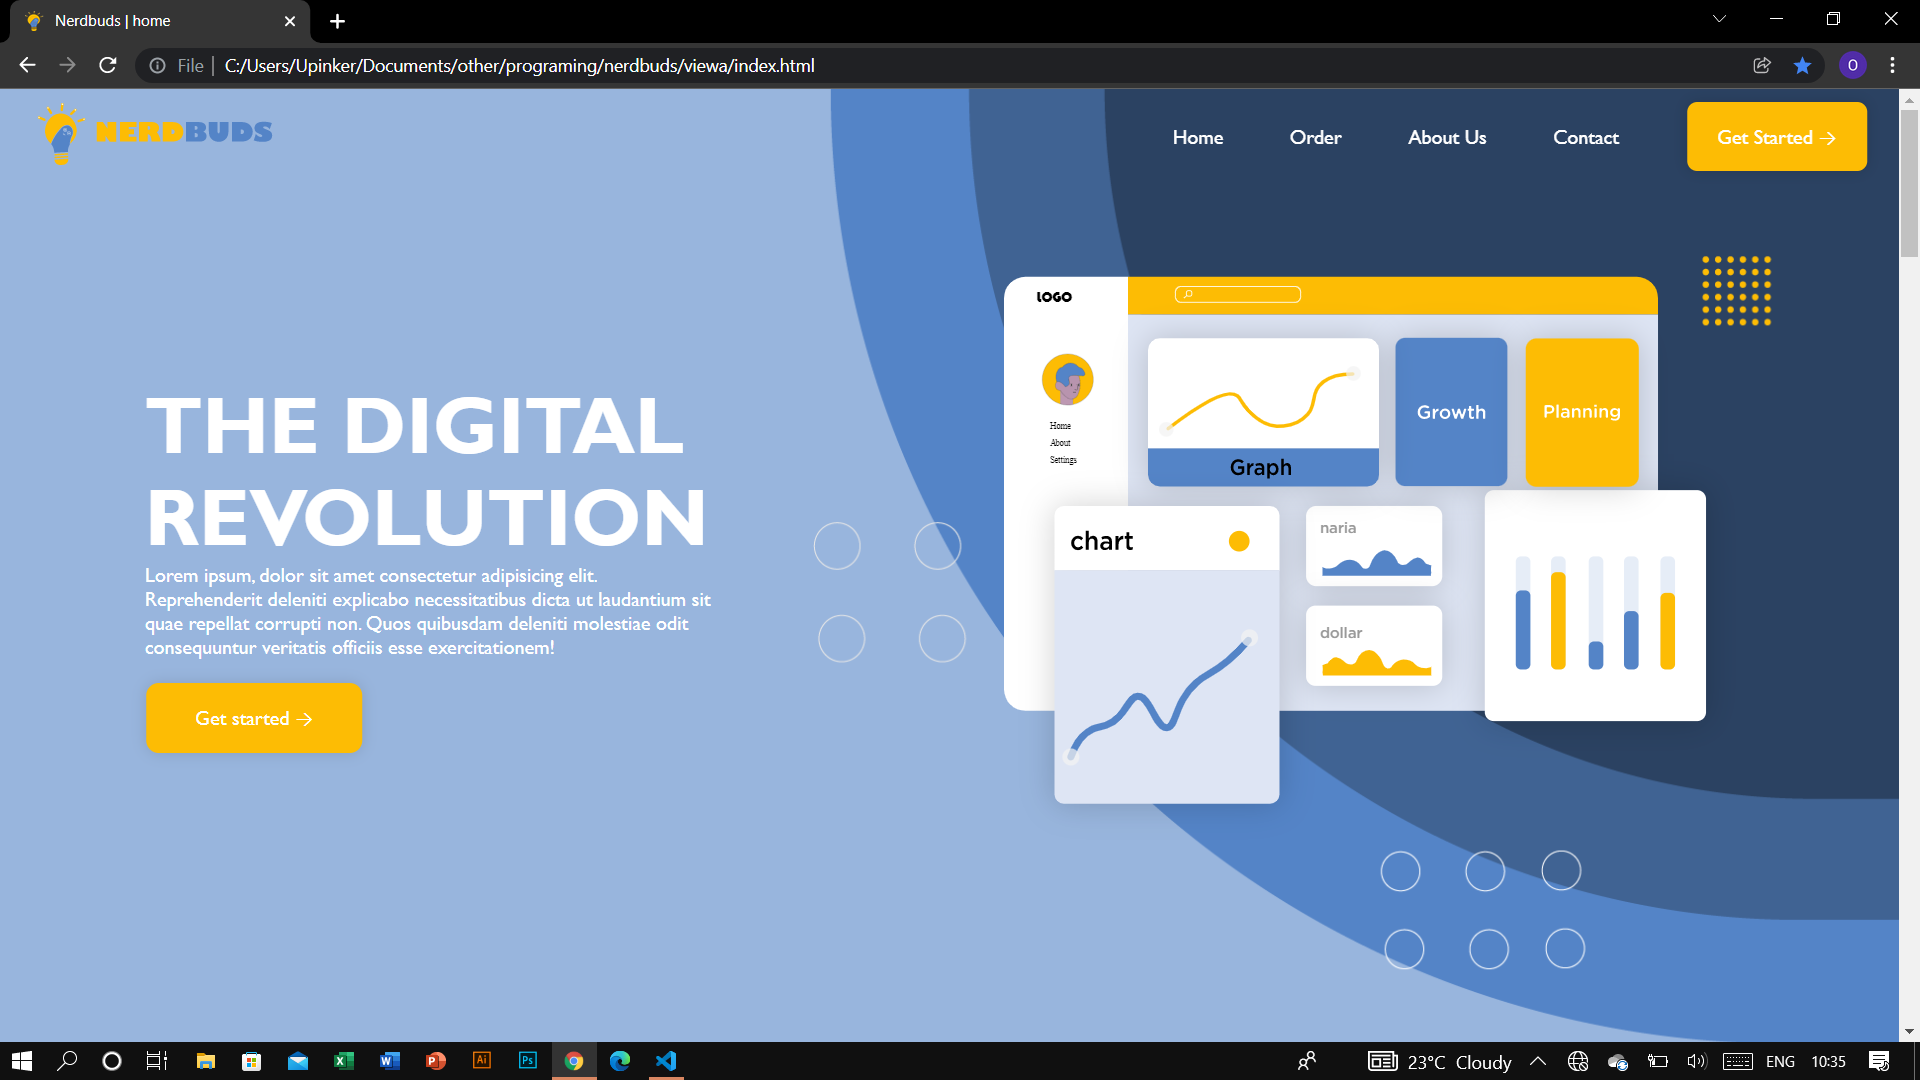 Nerdbuds | home
File
C:/Users/Upinker/Documents/other/programing/nerdbuds/viewa/index.html
O
NERDBUDS
Home
Order
About Us
Contact
Get Started →
THE DIGITAL
REVOLUTION
Lorem ipsum, dolor sit amet consectetur adipisicing elit.
Reprehenderit deleniti explicabo necessitatibus dicta ut laudantium sit
quae repellat corrupti non. Quos quibusdam deleniti molestiae odit
consequuntur veritatis officiis esse exercitationem!
Get started →
LOGO
Home
About
Settings
Graph
Growth
Planning
chart
naria
dollar
23°C Cloudy
ENG
10:35